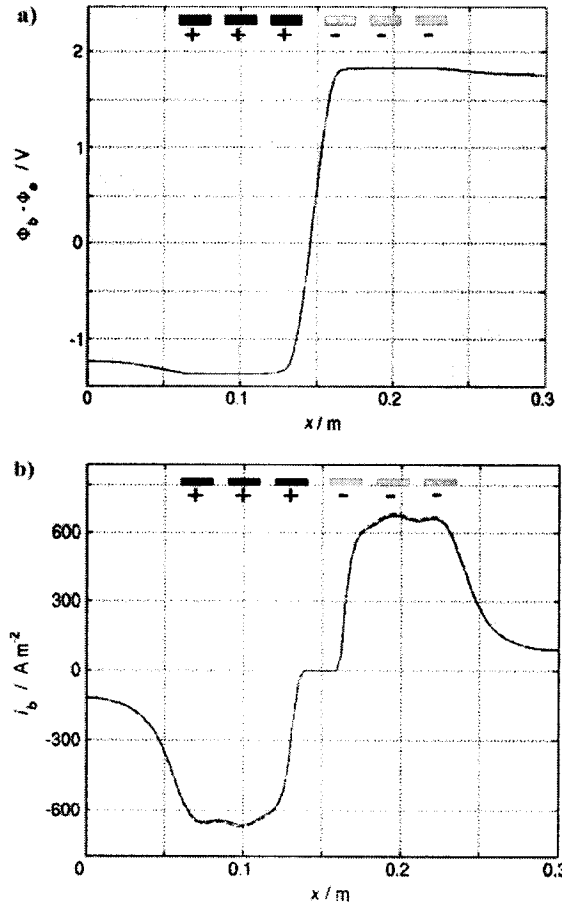 a)
+ + + - - -
2
1
0
-1
Φb - Φe / V
0 0.1 0.2 0.3
x / m
b)
+ + + - - -
600
300
0
-300
-600
ib / A m-2
0 0.1 0.2 0.3
x / m